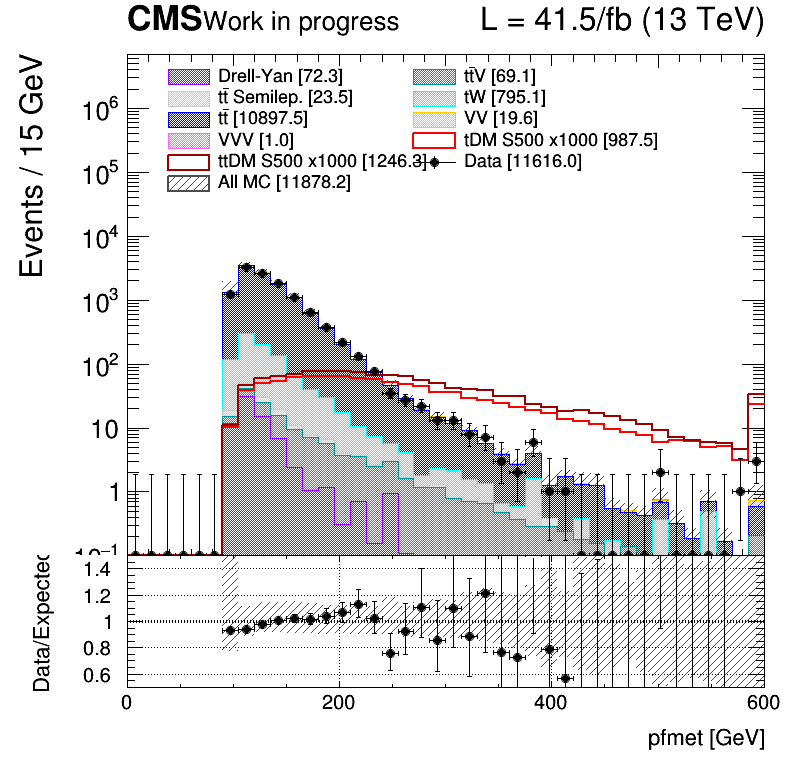 CMS Work in progress L = 41.5/fb (13 TeV)
Events / 15 GeV
Drell-Yan [72.3] tt̄V [69.1]
tt̄ Semilep. [23.5] tW [795.1]
tt̄ [10897.5] VV [19.6]
VVV [1.0] tDM S500 x1000 [987.5]
ttDM S500 x1000 [1246.3] Data [11616.0]
All MC [11878.2]
10⁶
10⁵
10⁴
10³
10²
10
1
10⁻¹
Data/Expected
1.4
1.2
1
0.8
0.6
0 200 400 600
pfmet [GeV]